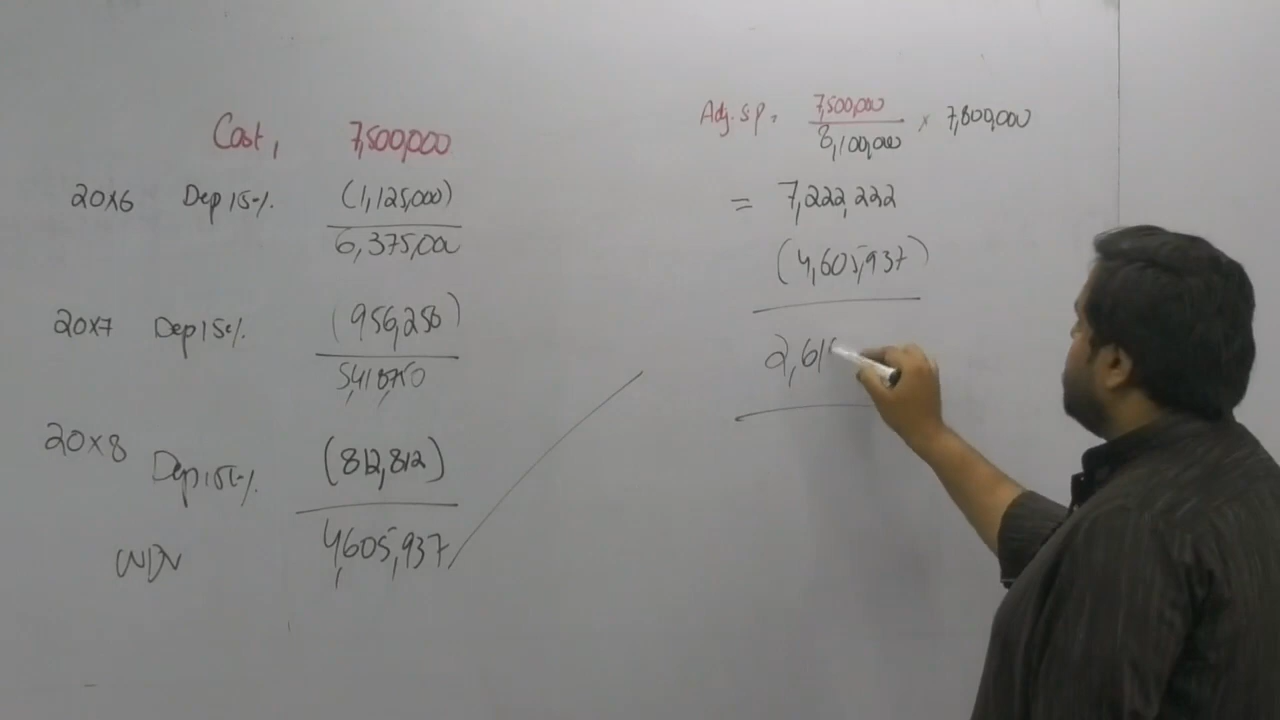 Cost, 7,500,000
20X6 Dep 15% (1,125,000)
6,375,000
20X7 Dep 15% (956,250)
5,418,750
20X8 Dep 15% (812,812)
WDV 4,605,937
Adj. S.P = 7,500,000 / 8,100,000 × 7,800,000
= 7,222,222
(4,605,937)
2,61